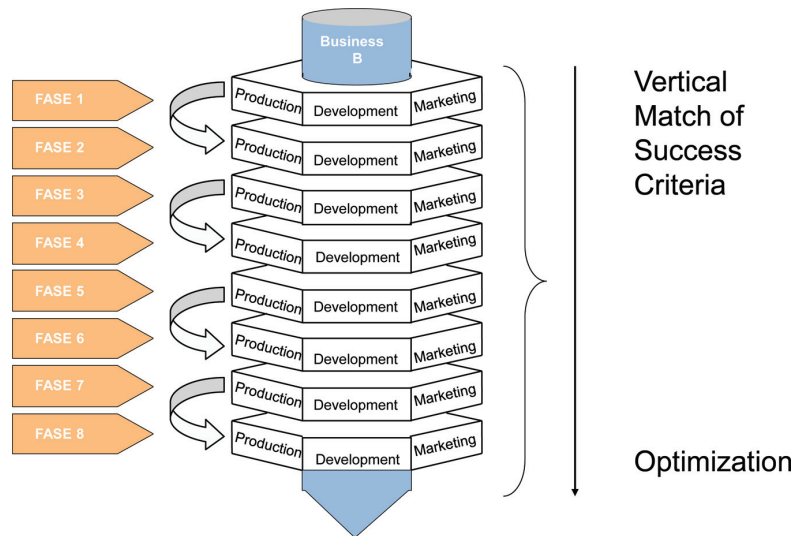 Business
B
FASE 1
Production
Development
Marketing
FASE 2
Production
Development
Marketing
FASE 3
Production
Development
Marketing
FASE 4
Production
Development
Marketing
FASE 5
Production
Development
Marketing
FASE 6
Production
Development
Marketing
FASE 7
Production
Development
Marketing
FASE 8
Production
Development
Marketing
Vertical
Match of
Success
Criteria
Optimization